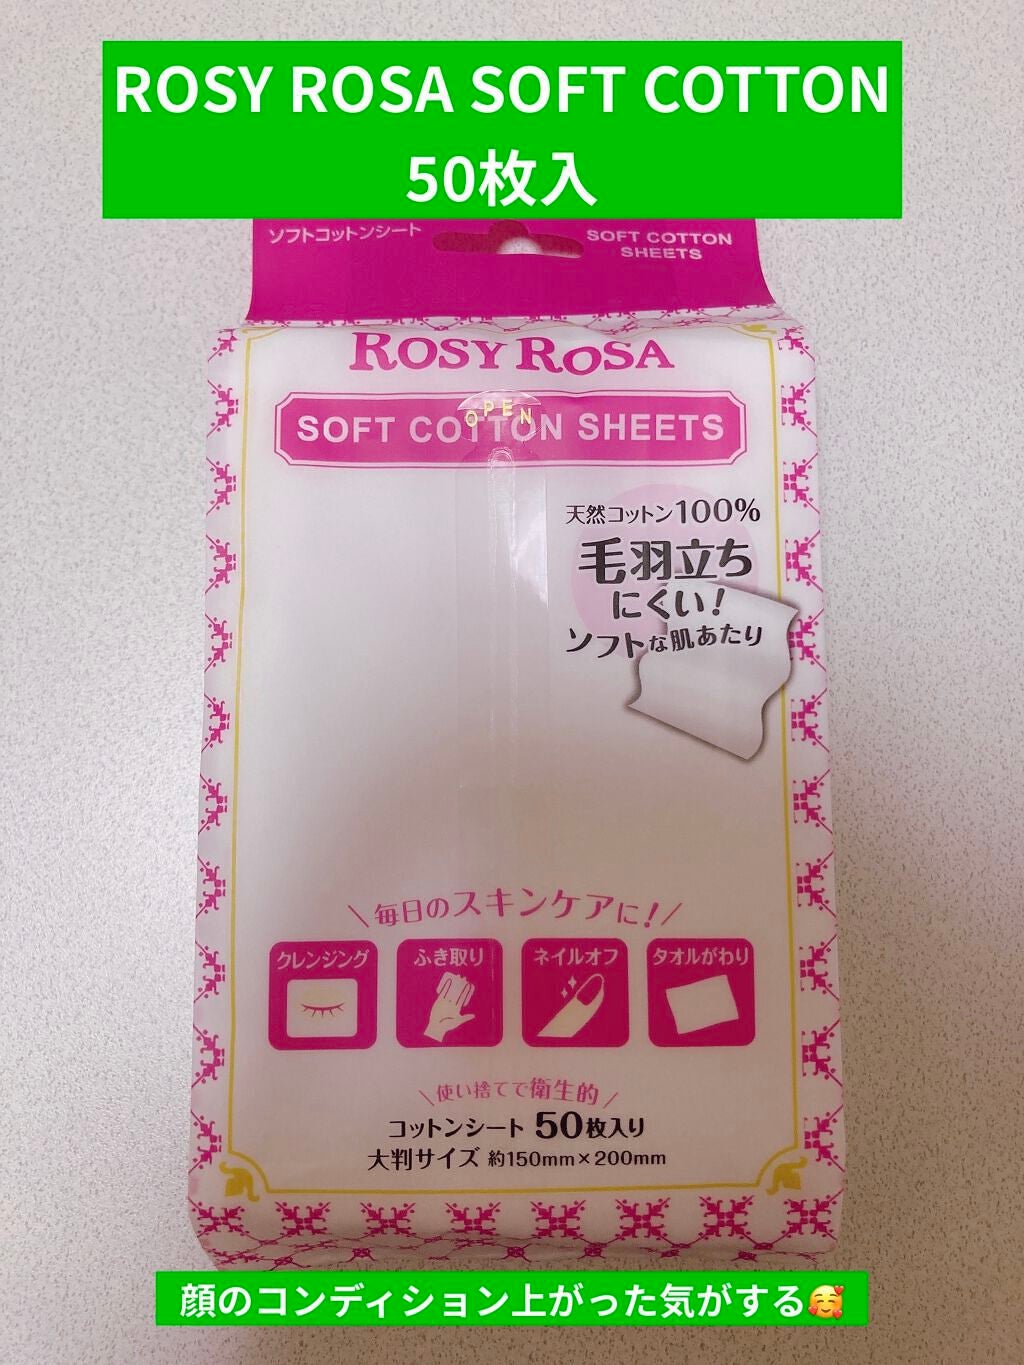 ROSY ROSA SOFT COTTON
50枚入
ソフトコットンシート
SOFT COTTON
SHEETS
ROSY ROSA
OPEN
SOFT COTTON SHEETS
天然コットン100%
毛羽立ち
にくい!
ソフトな肌あたり
\毎日のスキンケアに!/
クレンジング ふき取り ネイルオフ タオルがわり
\使い捨てで衛生的/
コットンシート 50枚入り
大判サイズ 約150mm×200mm
顔のコンディション上がった気がする🥰